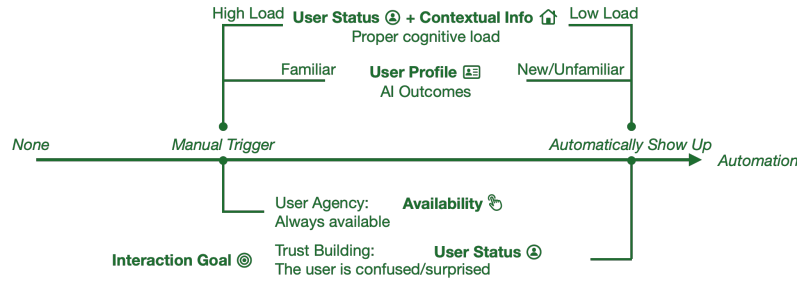 High Load User Status + Contextual Info Low Load
Proper cognitive load
Familiar User Profile New/Unfamiliar
AI Outcomes
None Manual Trigger Automatically Show Up
Automation
User Agency: Availability
Always available
Trust Building: User Status
Interaction Goal
The user is confused/surprised